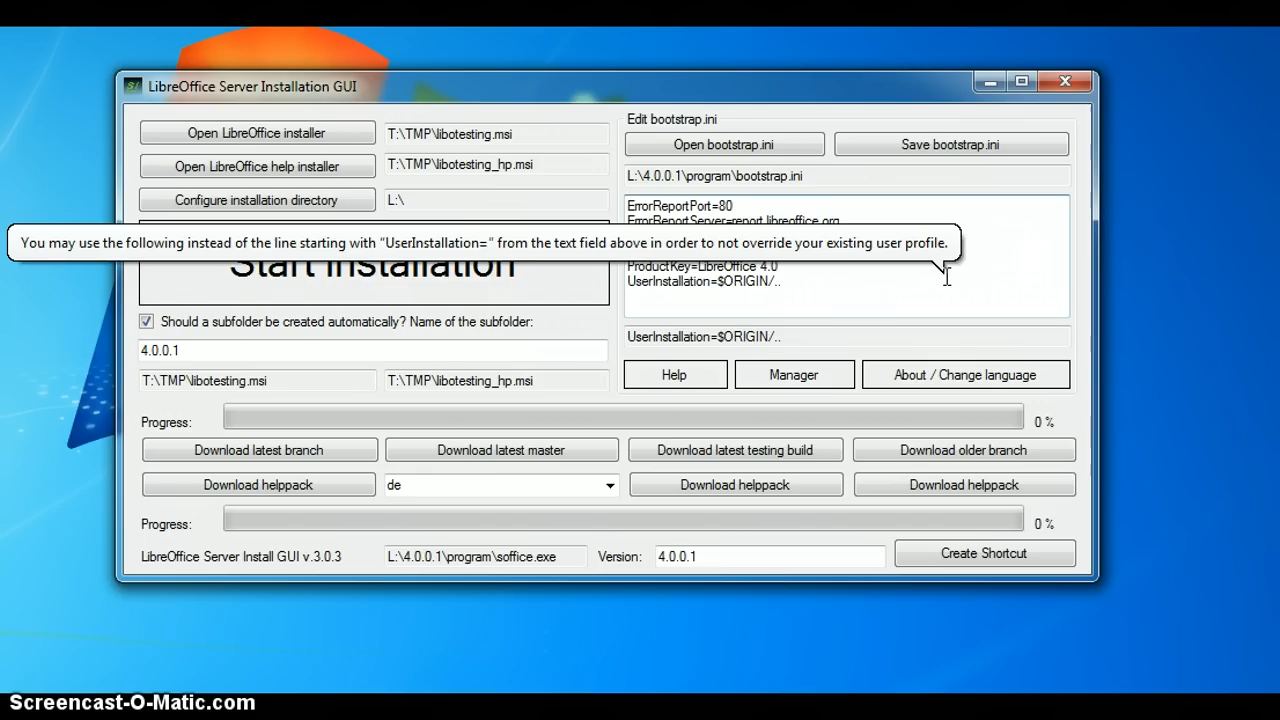 LibreOffice Server Installation GUI
Open LibreOffice installer
T:\TMP\libotesting.msi
Open LibreOffice help installer
T:\TMP\libotesting_hp.msi
Configure installation directory
L:\
Start Installation
Should a subfolder be created automatically? Name of the subfolder:
4.0.0.1
T:\TMP\libotesting.msi
T:\TMP\libotesting_hp.msi
Edit bootstrap.ini
Open bootstrap.ini
Save bootstrap.ini
L:\4.0.0.1\program\bootstrap.ini
ErrorReportPort=80
ErrorReportServer=report.libreoffice.org
You may use the following instead of the line starting with "UserInstallation=" from the text field above in order to not override your existing user profile.
ProductKey=LibreOffice 4.0
UserInstallation=$ORIGIN/..
UserInstallation=$ORIGIN/..
Help
Manager
About / Change language
Progress:
0 %
Download latest branch
Download latest master
Download latest testing build
Download older branch
Download helppack
de
Download helppack
Download helppack
Progress:
0 %
LibreOffice Server Install GUI v.3.0.3
L:\4.0.0.1\program\soffice.exe
Version:
4.0.0.1
Create Shortcut
Screencast-O-Matic.com